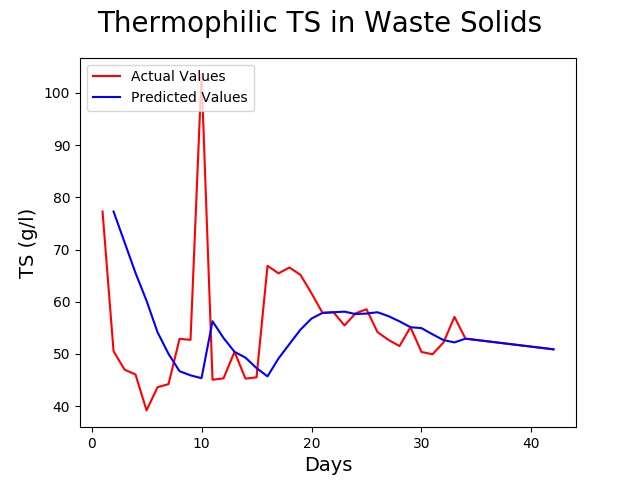 Thermophilic TS in Waste Solids
Actual Values
Predicted Values
TS (g/l)
100
90
80
70
60
50
40
0 10 20 30 40
Days